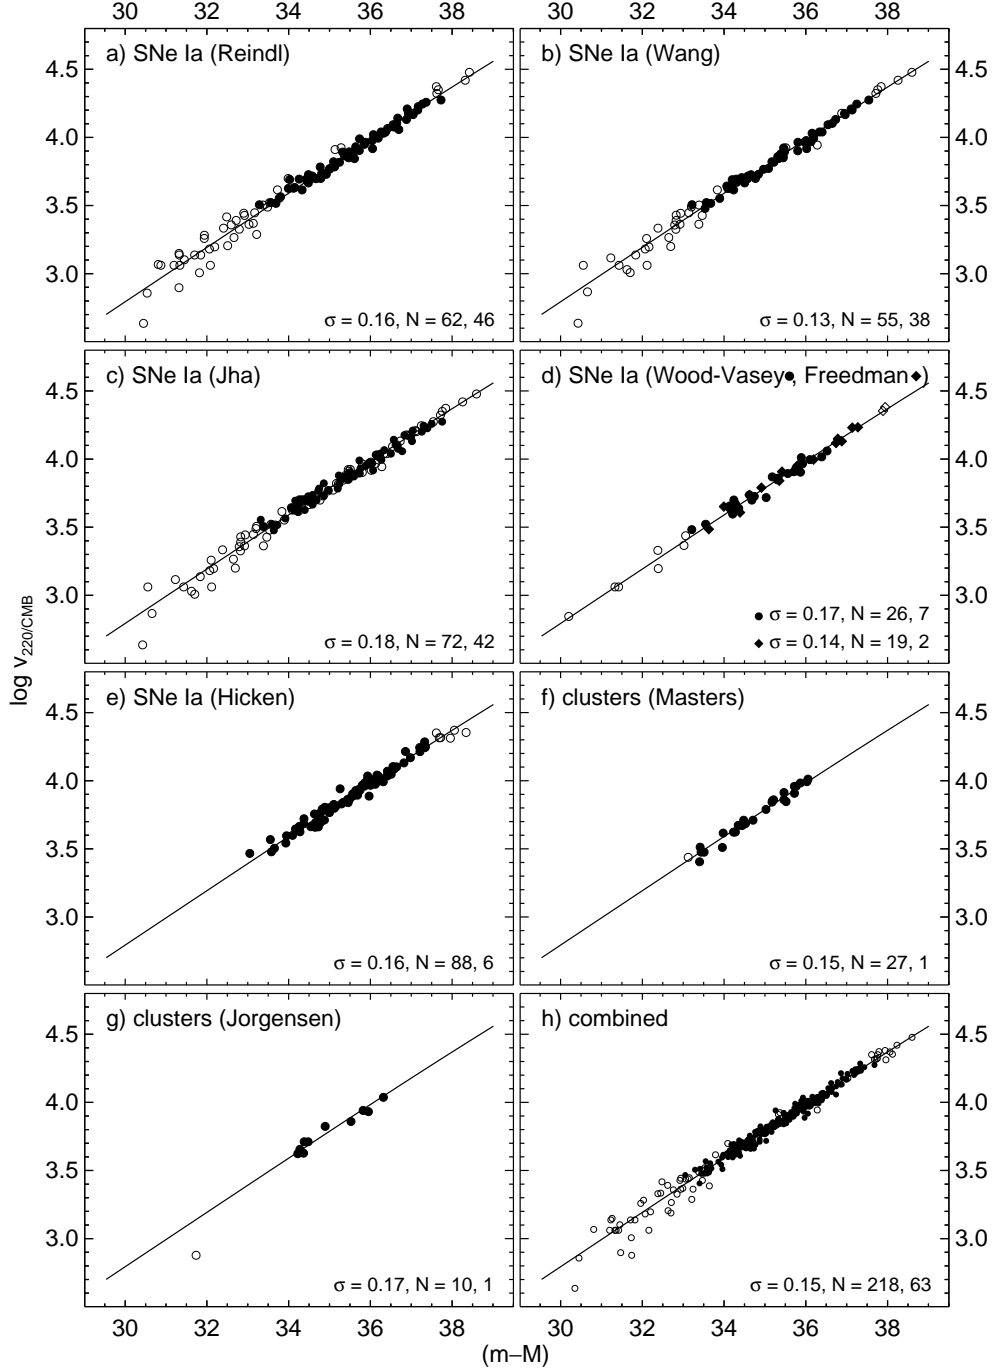 30 32 34 36 38 30 32 34 36 38
a) SNe Ia (Reindl)
4.5
4.0
3.5
3.0
σ = 0.16, N = 62, 46
b) SNe Ia (Wang)
4.5
4.0
3.5
3.0
σ = 0.13, N = 55, 38
c) SNe Ia (Jha)
4.5
4.0
3.5
3.0
σ = 0.18, N = 72, 42
d) SNe Ia (Wood-Vasey●, Freedman◆)
4.5
4.0
3.5
3.0
● σ = 0.17, N = 26, 7
◆ σ = 0.14, N = 19, 2
log v220/CMB
e) SNe Ia (Hicken)
4.5
4.0
3.5
3.0
σ = 0.16, N = 88, 6
f) clusters (Masters)
4.5
4.0
3.5
3.0
σ = 0.15, N = 27, 1
g) clusters (Jorgensen)
4.5
4.0
3.5
3.0
σ = 0.17, N = 10, 1
h) combined
4.5
4.0
3.5
3.0
σ = 0.15, N = 218, 63
30 32 34 36 38 30 32 34 36 38
(m−M)